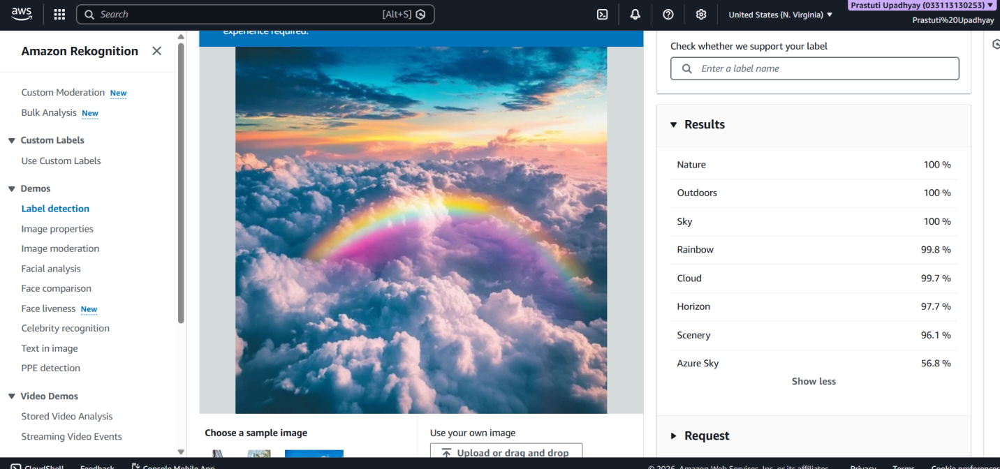 aws
Search
[Alt+S]
United States (N. Virginia)
Prastuti Upadhyay (033113130253)
Prastuti%20Upadhyay
Amazon Rekognition
Custom Moderation New
Bulk Analysis New
Custom Labels
Use Custom Labels
Demos
Label detection
Image properties
Image moderation
Facial analysis
Face comparison
Face liveness New
Celebrity recognition
Text in image
PPE detection
Video Demos
Stored Video Analysis
Streaming Video Events
experience required.
Choose a sample image
Use your own image
Upload or drag and drop
Check whether we support your label
Enter a label name
Results
Nature 100 %
Outdoors 100 %
Sky 100 %
Rainbow 99.8 %
Cloud 99.7 %
Horizon 97.7 %
Scenery 96.1 %
Azure Sky 56.8 %
Show less
Request
CloudShell Feedback Console Mobile App
© 2026, Amazon Web Services, Inc. or its affiliates. Privacy Terms Cookie preferences